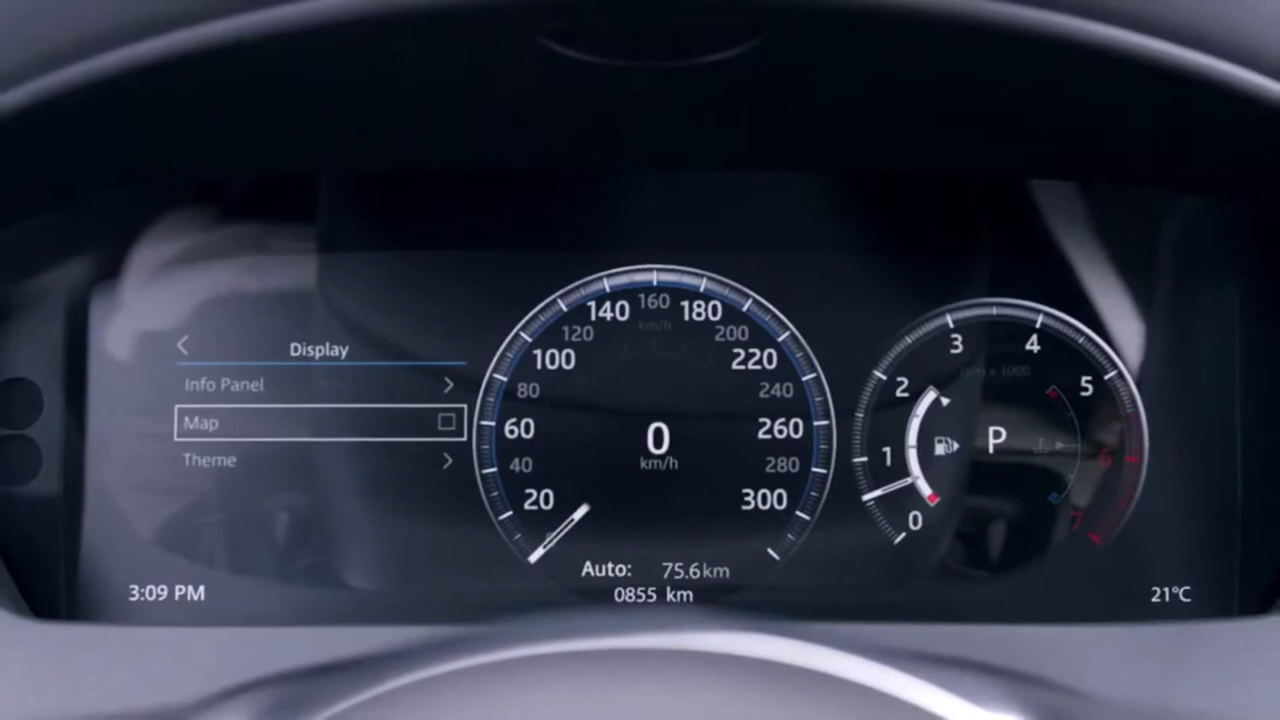 Display
Info Panel
Map
Theme
3:09 PM
20
40
60
80
100
120
140
160
180
200
220
240
260
280
300
km/h
0
km/h
Auto: 75.6km
0855 km
0
1
2
3
4
5
6
7
rpm x 1000
P
21°C